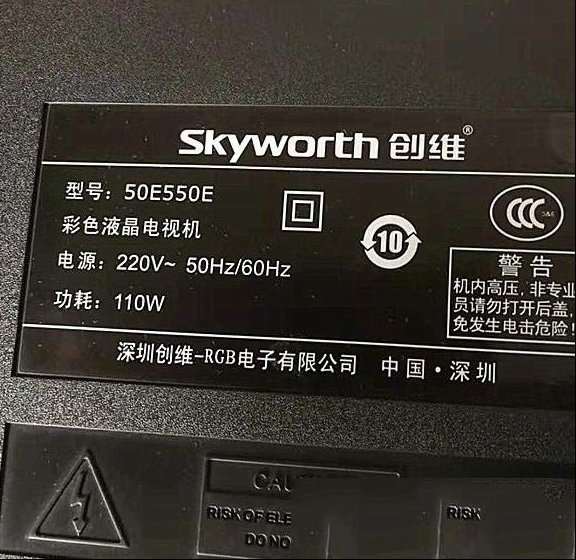 Skyworth 创维®
型号: 50E550E
彩色液晶电视机
电源: 220V~ 50Hz/60Hz
功耗: 110W
10
CCC
S&E
警告
机内高压, 非专业
员请勿打开后盖,
免发生电击危险!
深圳创维-RGB电子有限公司 中国·深圳
CAU
RISK OF ELE
DO NO
RISK